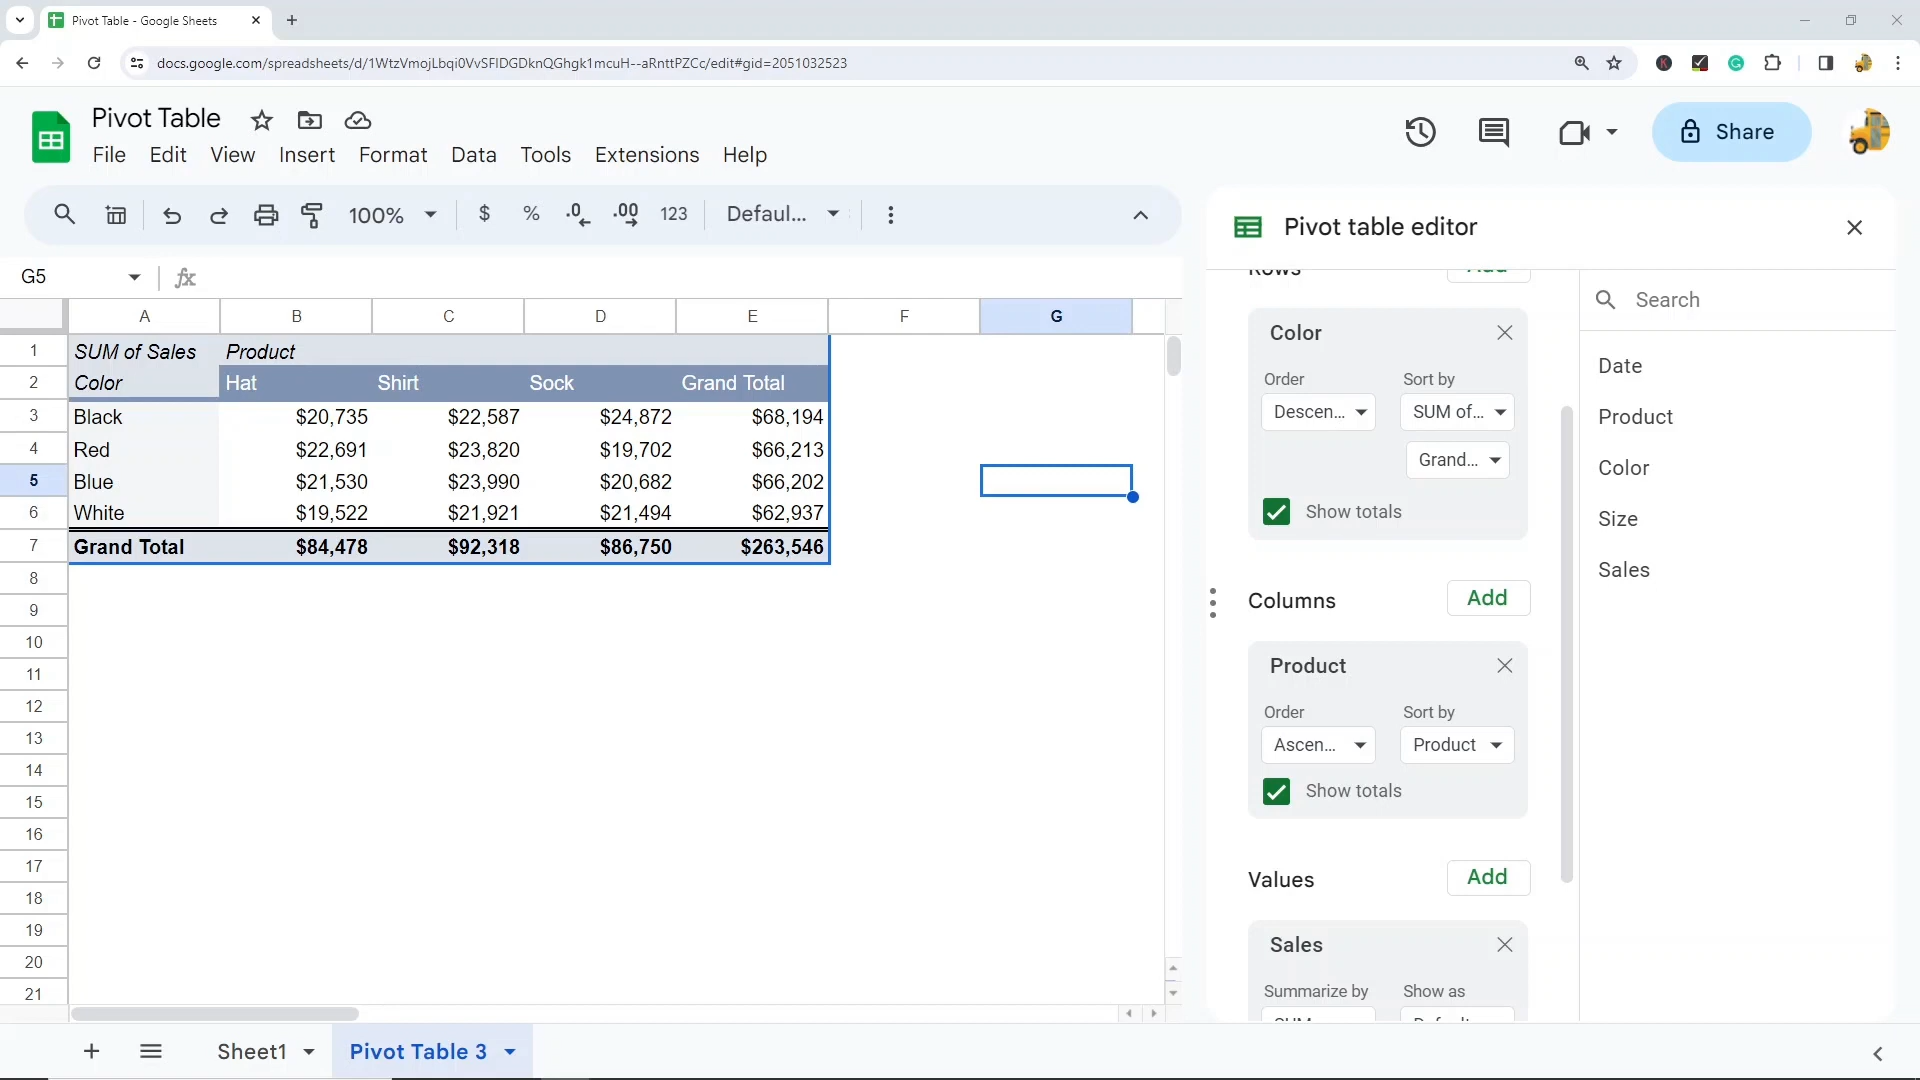 Pivot Table - Google Sheets
docs.google.com/spreadsheets/d/1WtzVmojLbqi0VvSFlDGDknQGhgk1mcuH--aRnttPZCc/edit#gid=2051032523
Pivot Table
File Edit View Insert Format Data Tools Extensions Help
Share
100% $ % .0 .00 123 Defaul...
Pivot table editor
G5
fx
A B C D E F G
1 SUM of Sales Product
2 Color Hat Shirt Sock Grand Total
3 Black $20,735 $22,587 $24,872 $68,194
4 Red $22,691 $23,820 $19,702 $66,213
5 Blue $21,530 $23,990 $20,682 $66,202
6 White $19,522 $21,921 $21,494 $62,937
7 Grand Total $84,478 $92,318 $86,750 $263,546
8
9
10
11
12
13
14
15
16
17
18
19
20
21
Rows Add
Color
Order Sort by
Descen... SUM of...
Grand...
Show totals
Columns Add
Product
Order Sort by
Ascen... Product
Show totals
Values Add
Sales
Summarize by Show as
Search
Date
Product
Color
Size
Sales
Sheet1 Pivot Table 3